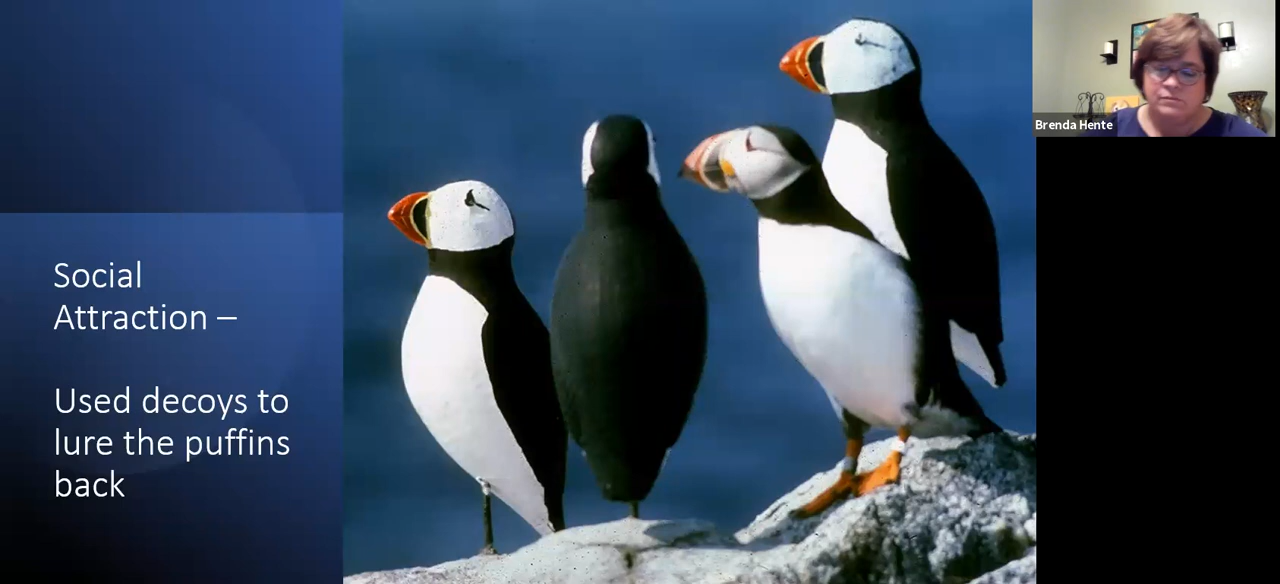 Social
Attraction –
Used decoys to
lure the puffins
back
Brenda Hente